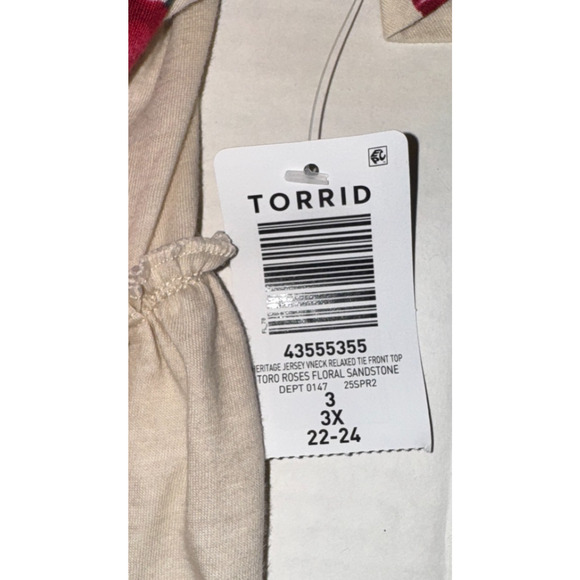 TORRID
43555355
ERITAGE JERSEY VNECK RELAXED TIE FRONT TOP
TORO ROSES FLORAL SANDSTONE
DEPT 0147 25SPR2
3
3X
22-24